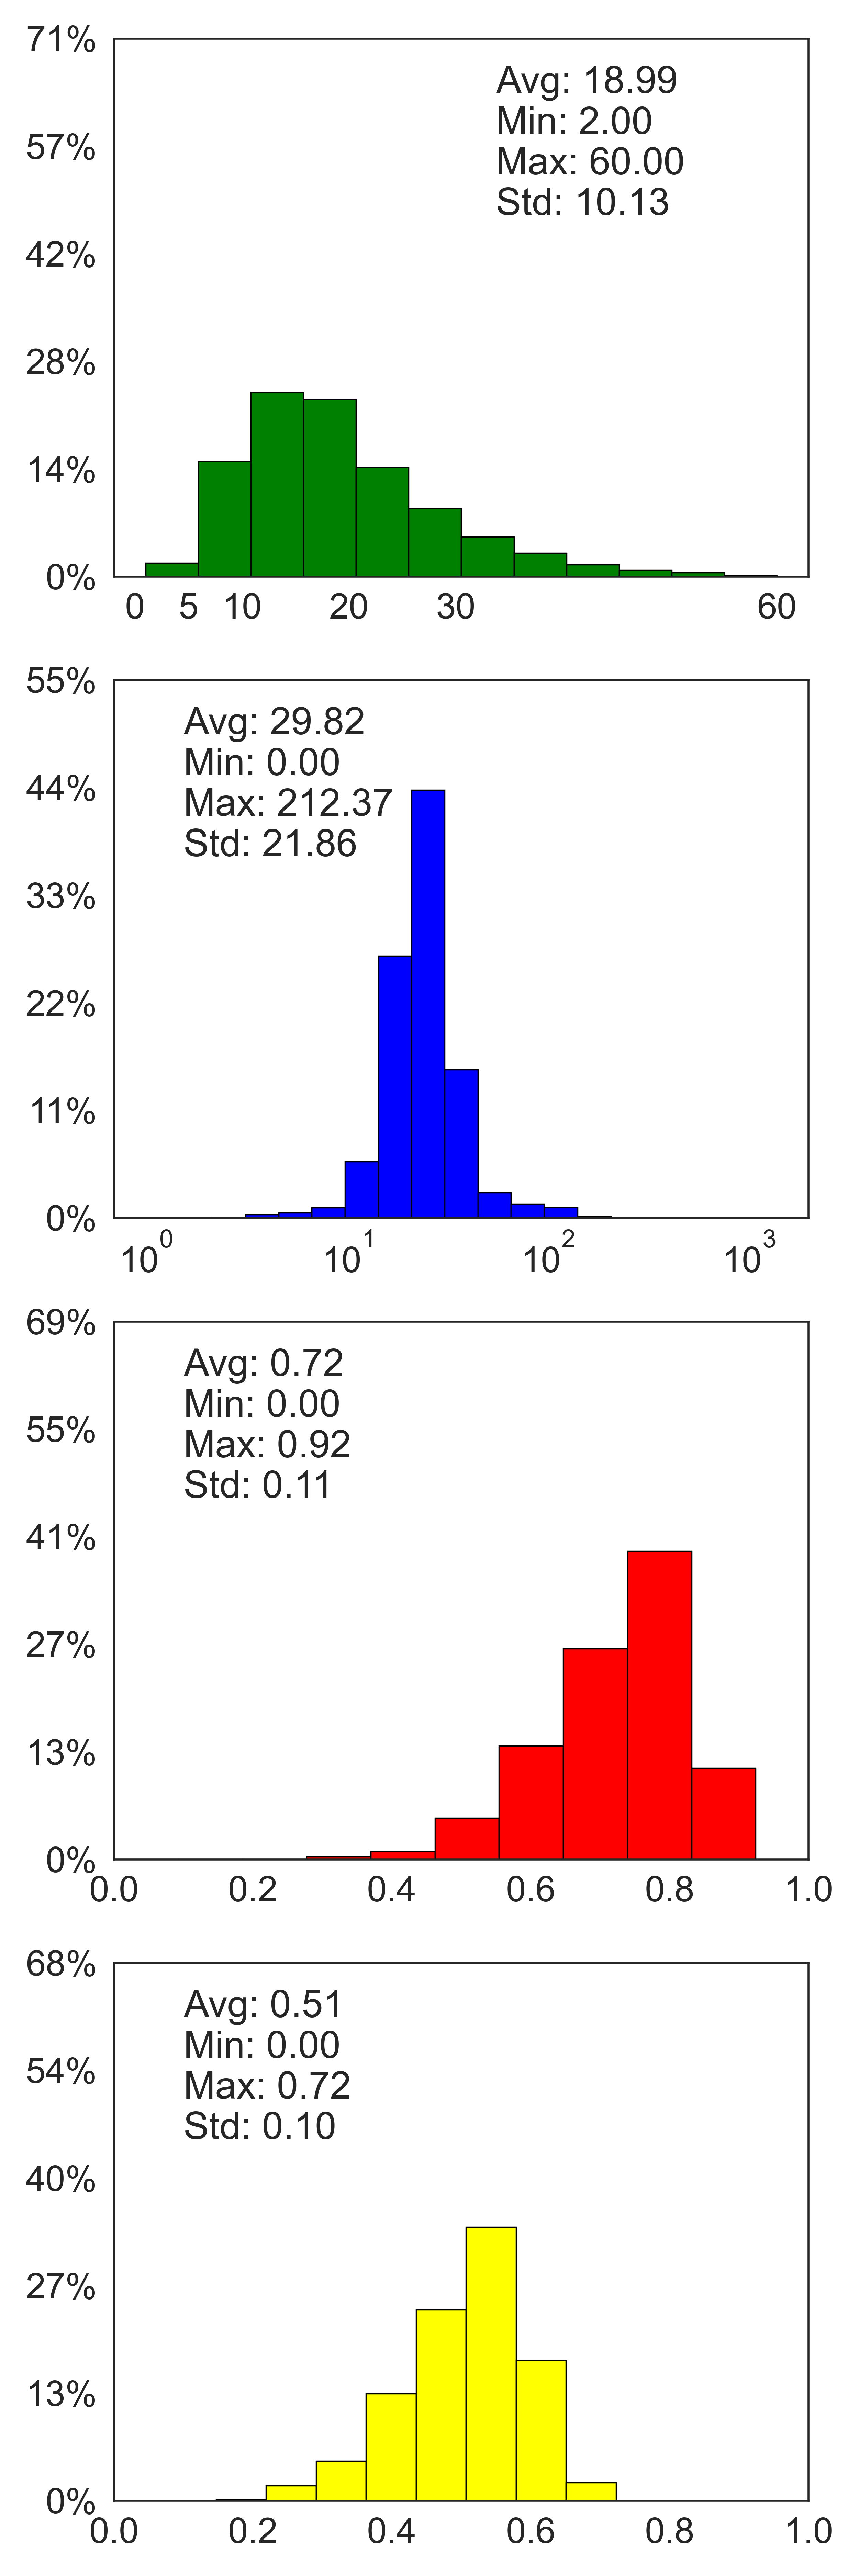 71%
Avg: 18.99
Min: 2.00
57%
Max: 60.00
Std: 10.13
42%
28%
14%
0%
0 5 10 20 30 60
55%
Avg: 29.82
Min: 0.00
44%
Max: 212.37
Std: 21.86
33%
22%
11%
0%
10^0 10^1 10^2 10^3
69%
Avg: 0.72
Min: 0.00
55%
Max: 0.92
Std: 0.11
41%
27%
13%
0%
0.0 0.2 0.4 0.6 0.8 1.0
68%
Avg: 0.51
Min: 0.00
54%
Max: 0.72
Std: 0.10
40%
27%
13%
0%
0.0 0.2 0.4 0.6 0.8 1.0